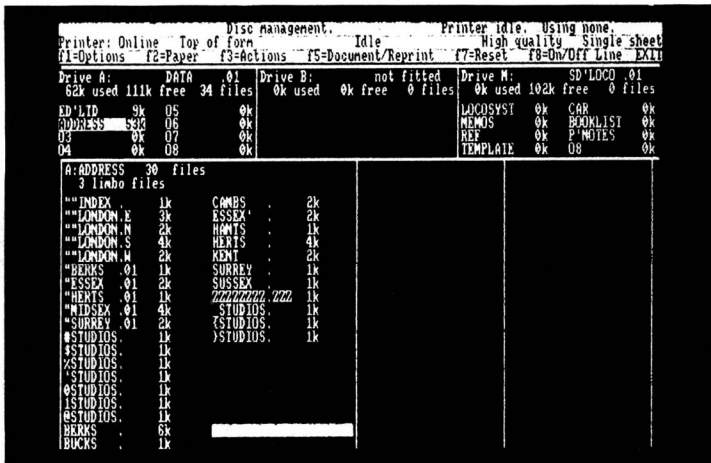 Disc management. Printer idle. Using none.
Printer: Online Top of form Idle High quality Single sheet
f1=Options f2=Paper f3=Actions f5=Document/Reprint f7=Reset f8=On/Off Line EXIT
Drive A: DATA .01 Drive B: not fitted Drive M: SD'LOCO .01
62k used 111k free 34 files 0k used 0k free 0 files 0k used 102k free 0 files
ED'LTD 9k 05 0k LOCOSYST 0k CAR 0k
ADDRESS 53k 06 0k MEMOS 0k BOOKLIST 0k
03 0k 07 0k REF 0k P'NOTES 0k
04 0k 08 0k TEMPLATE 0k 08 0k
A:ADDRESS 30 files
3 limbo files
""INDEX . 1k CAMBS . 2k
""LONDON.E 3k ESSEX' . 2k
""LONDON.N 2k HANTS . 1k
""LONDON.S 4k HERTS . 4k
""LONDON.W 2k KENT . 2k
"BERKS .01 1k SURREY . 1k
"ESSEX .01 2k SUSSEX . 1k
"HERTS .01 1k ZZZZZZZZ.ZZZ 1k
"MIDSEX .01 4k _STUDIOS. 1k
"SURREY .01 2k {STUDIOS. 1k
#STUDIOS. 1k }STUDIOS. 1k
$STUDIOS. 1k
%STUDIOS. 1k
'STUDIOS. 1k
0STUDIOS. 1k
1STUDIOS. 1k
@STUDIOS. 1k
BERKS . 6k
BUCKS . 1k